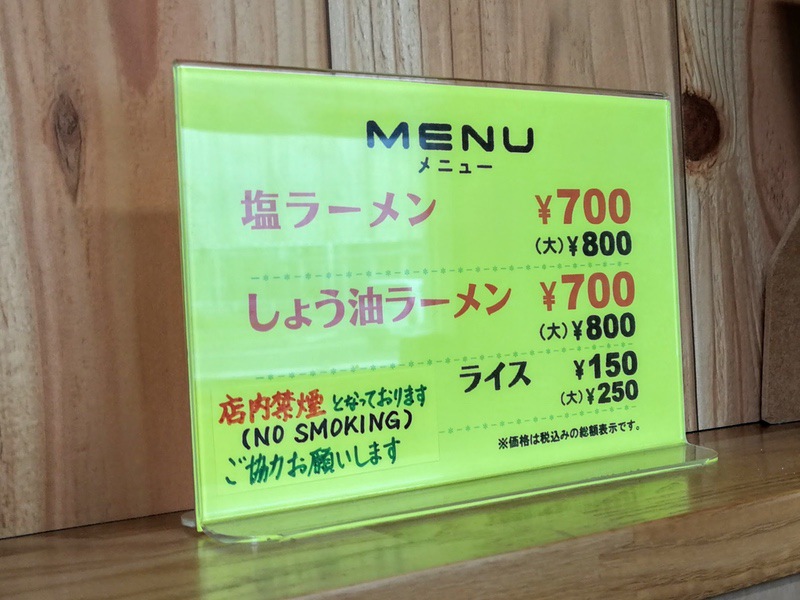 MENU
メニュー
塩ラーメン ¥700
(大)¥800
しょう油ラーメン ¥700
(大)¥800
ライス ¥150
(大)¥250
※価格は税込みの総額表示です。
店内禁煙となっております
(NO SMOKING)
ご協力お願いします